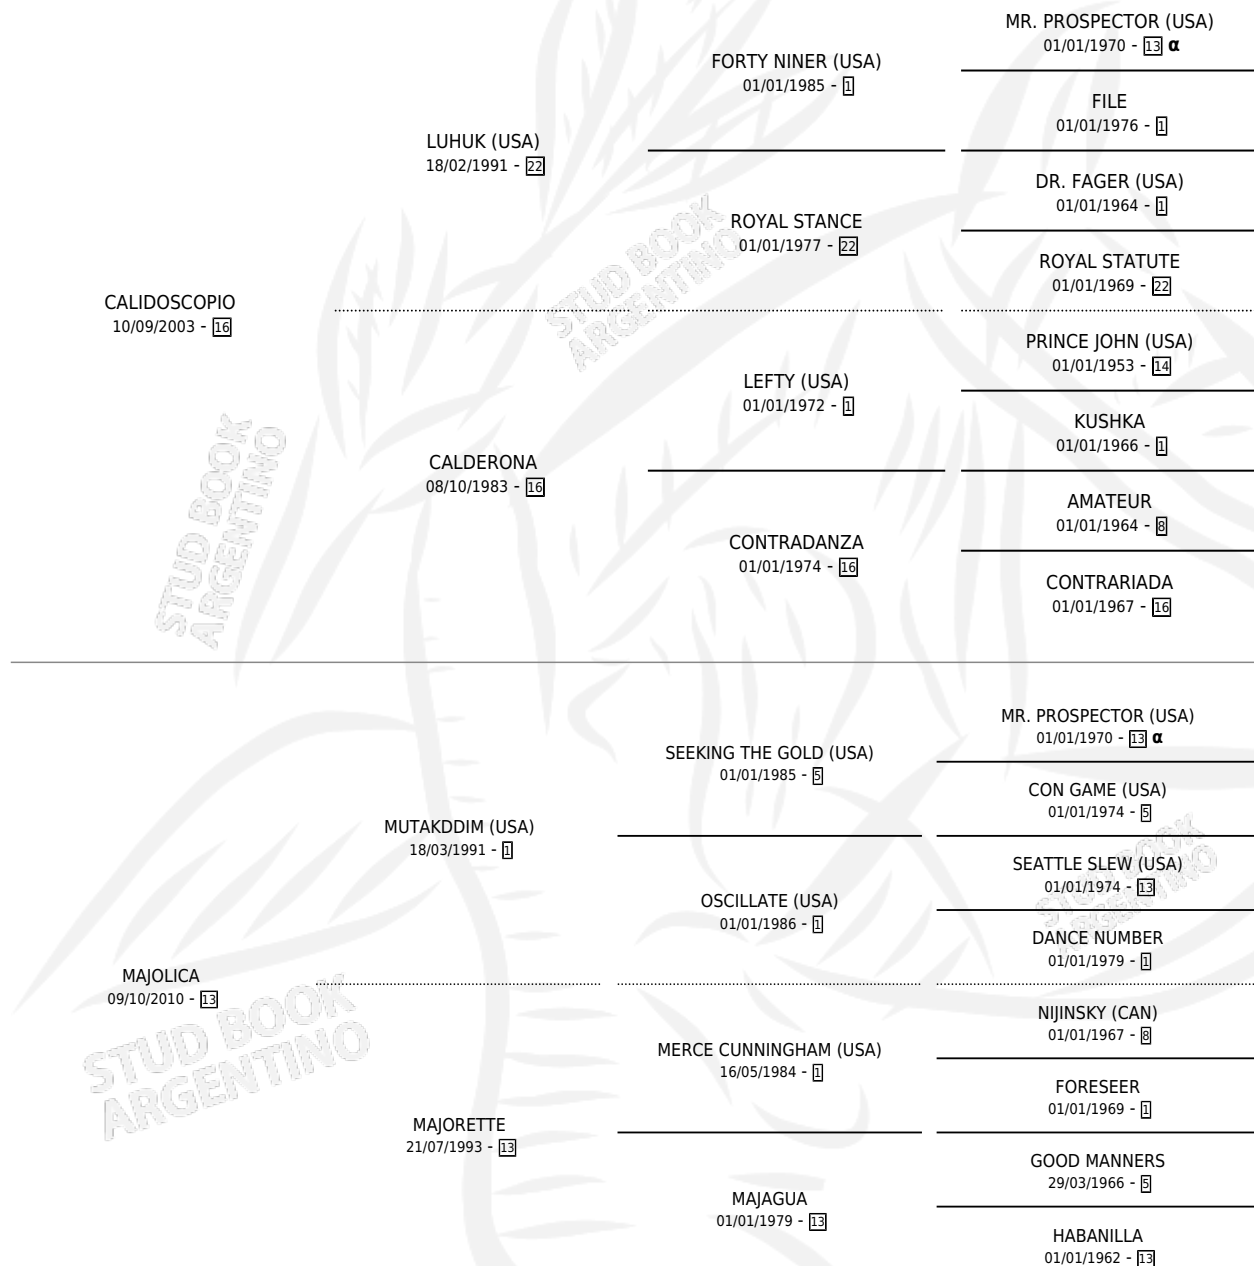 MR. PROSPECTOR (USA)
01/01/1970 - 13 α
FORTY NINER (USA)
01/01/1985 - 1
FILE
01/01/1976 - 1
LUHUK (USA)
18/02/1991 - 22
DR. FAGER (USA)
01/01/1964 - 1
ROYAL STANCE
01/01/1977 - 22
ROYAL STATUTE
01/01/1969 - 22
CALIDOSCOPIO
10/09/2003 - 16
PRINCE JOHN (USA)
01/01/1953 - 14
LEFTY (USA)
01/01/1972 - 1
KUSHKA
01/01/1966 - 1
CALDERONA
08/10/1983 - 16
AMATEUR
01/01/1964 - 8
CONTRADANZA
01/01/1974 - 16
CONTRARIADA
01/01/1967 - 16
STUD BOOK
ARGENTINO
STUD BOOK
ARGENTINO
MR. PROSPECTOR (USA)
01/01/1970 - 13 α
SEEKING THE GOLD (USA)
01/01/1985 - 5
CON GAME (USA)
01/01/1974 - 5
MUTAKDDIM (USA)
18/03/1991 - 1
SEATTLE SLEW (USA)
01/01/1974 - 13
OSCILLATE (USA)
01/01/1986 - 1
DANCE NUMBER
01/01/1979 - 1
MAJOLICA
09/10/2010 - 13
NIJINSKY (CAN)
01/01/1967 - 8
MERCE CUNNINGHAM (USA)
16/05/1984 - 1
FORESEER
01/01/1969 - 1
MAJORETTE
21/07/1993 - 13
GOOD MANNERS
29/03/1966 - 5
MAJAGUA
01/01/1979 - 13
HABANILLA
01/01/1962 - 13
STUD BOOK
ARGENTINO
STUD BOOK
ARGENTINO